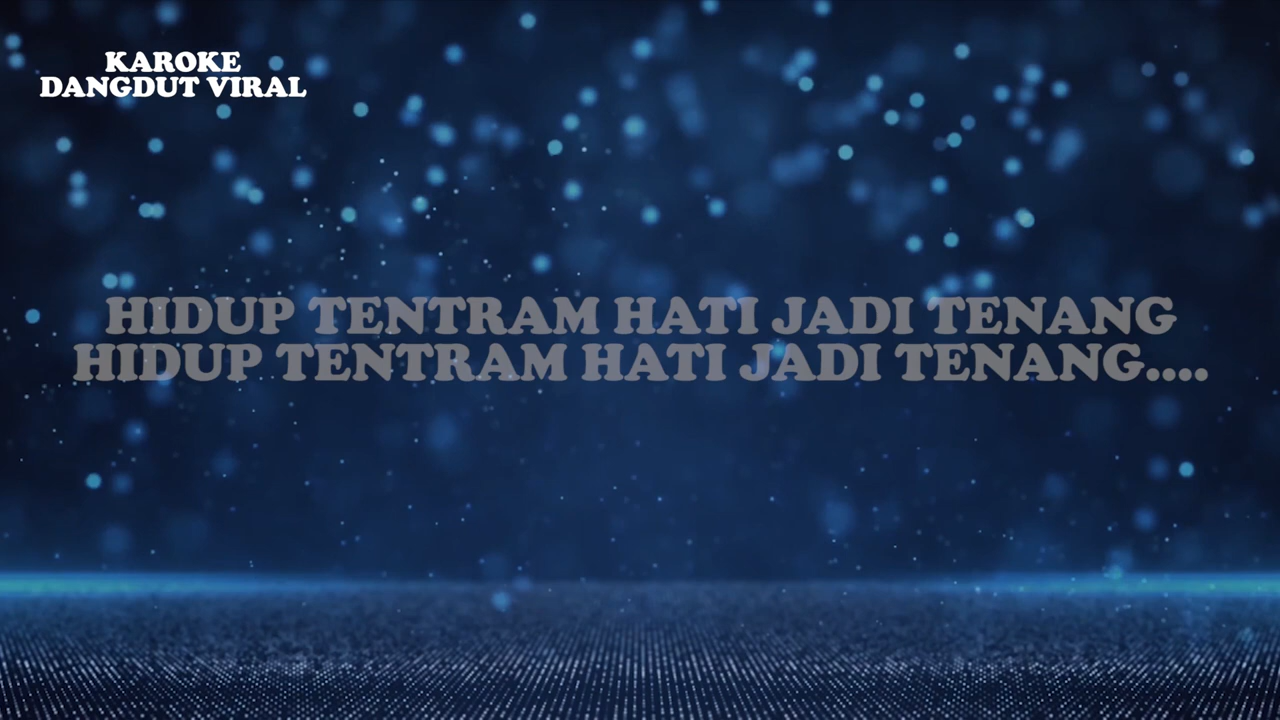 KAROKE
DANGDUT VIRAL
HIDUP TENTRAM HATI JADI TENANG
HIDUP TENTRAM HATI JADI TENANG....